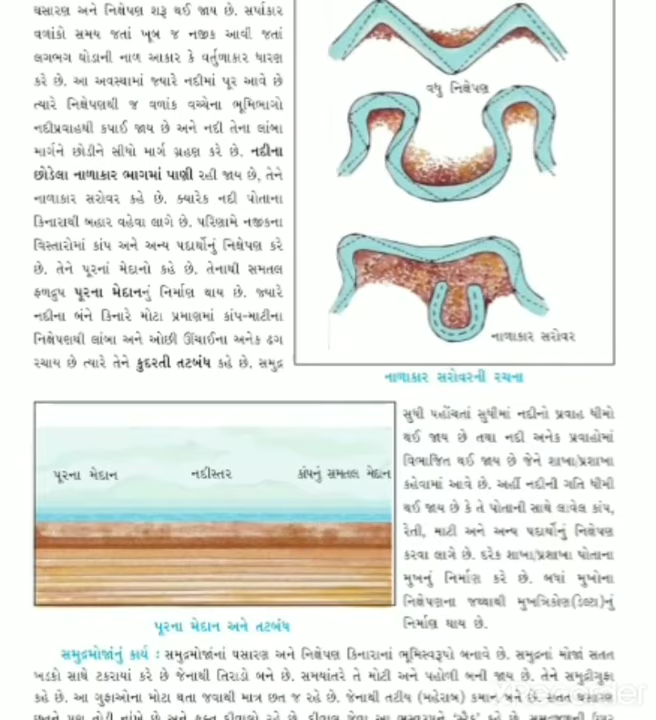 ઘસારણ અને નિક્ષેપણ શરૂ થઈ જાય છે. સર્પાકાર
વળાંકો સમય જતાં ખૂબ જ નજીક આવી જતાં
લગભગ ઘોડાની નાળ આકાર કે વર્તુળાકાર ધારણ
કરે છે. આ અવસ્થામાં જ્યારે નદીમાં પૂર આવે છે
ત્યારે નિક્ષેપણથી જ વળાંક વચ્ચેના ભૂમિભાગો
નદીપ્રવાહથી કપાઈ જાય છે અને નદી તેના લાંબા
માર્ગને છોડીને સીધો માર્ગ ગ્રહણ કરે છે. નદીના
છોડેલા નાળાકાર ભાગમાં પાણી રહી જાય છે, તેને
નાળાકાર સરોવર કહે છે. ક્યારેક નદી પોતાના
કિનારાથી બહાર વહેવા લાગે છે. પરિણામે નજીકના
વિસ્તારોમાં કાંપ અને અન્ય પદાર્થોનું નિક્ષેપણ કરે
છે. તેને પૂરનાં મેદાનો કહે છે. તેનાથી સમતલ
ફળદ્રુપ પૂરના મેદાનનું નિર્માણ થાય છે. જ્યારે
નદીના બંને કિનારે મોટા પ્રમાણમાં કાંપ-માટીના
નિક્ષેપણથી લાંબા અને ઓછી ઊંચાઈના અનેક ઢગ
રચાય છે ત્યારે તેને કુદરતી તટબંધ કહે છે. સમુદ્ર
વધુ નિક્ષેપણ
નાળાકાર સરોવર
નાળાકાર સરોવરની રચના
પૂરના મેદાન
નદીસ્તર
કાંપનું સમતલ મેદાન
પૂરના મેદાન અને તટબંધ
સુધી પહોંચતાં સુધીમાં નદીનો પ્રવાહ ધીમો
થઈ જાય છે તથા નદી અનેક પ્રવાહોમાં
વિભાજિત થઈ જાય છે જેને શાખા/પ્રશાખા
કહેવામાં આવે છે. અહીં નદીની ગતિ ધીમી
થઈ જાય છે કે તે પોતાની સાથે લાવેલ કાંપ,
રેતી, માટી અને અન્ય પદાર્થોનું નિક્ષેપણ
કરવા લાગે છે. દરેક શાખા/પ્રશાખા પોતાના
મુખનું નિર્માણ કરે છે. બધાં મુખોના
નિક્ષેપણના જથ્થાથી મુખત્રિકોણ(ડેલ્ટા)નું
નિર્માણ થાય છે.
સમુદ્રમોજાંનું કાર્ય : સમુદ્રમોજાંનાં ઘસારણ અને નિક્ષેપણ કિનારાનાં ભૂમિસ્વરૂપો બનાવે છે. સમુદ્રનાં મોજાં સતત
ખડકો સાથે ટકરાયાં કરે છે જેનાથી તિરાડો બને છે. સમયાંતરે તે મોટી અને પહોળી બની જાય છે. તેને સમુદ્રીગુફા
કહે છે. આ ગુફાઓના મોટા થતા જવાથી માત્ર છત જ રહે છે. જેનાથી તટીય (મહેરાબ) કમાન બને છે. સતત ઘસારણ